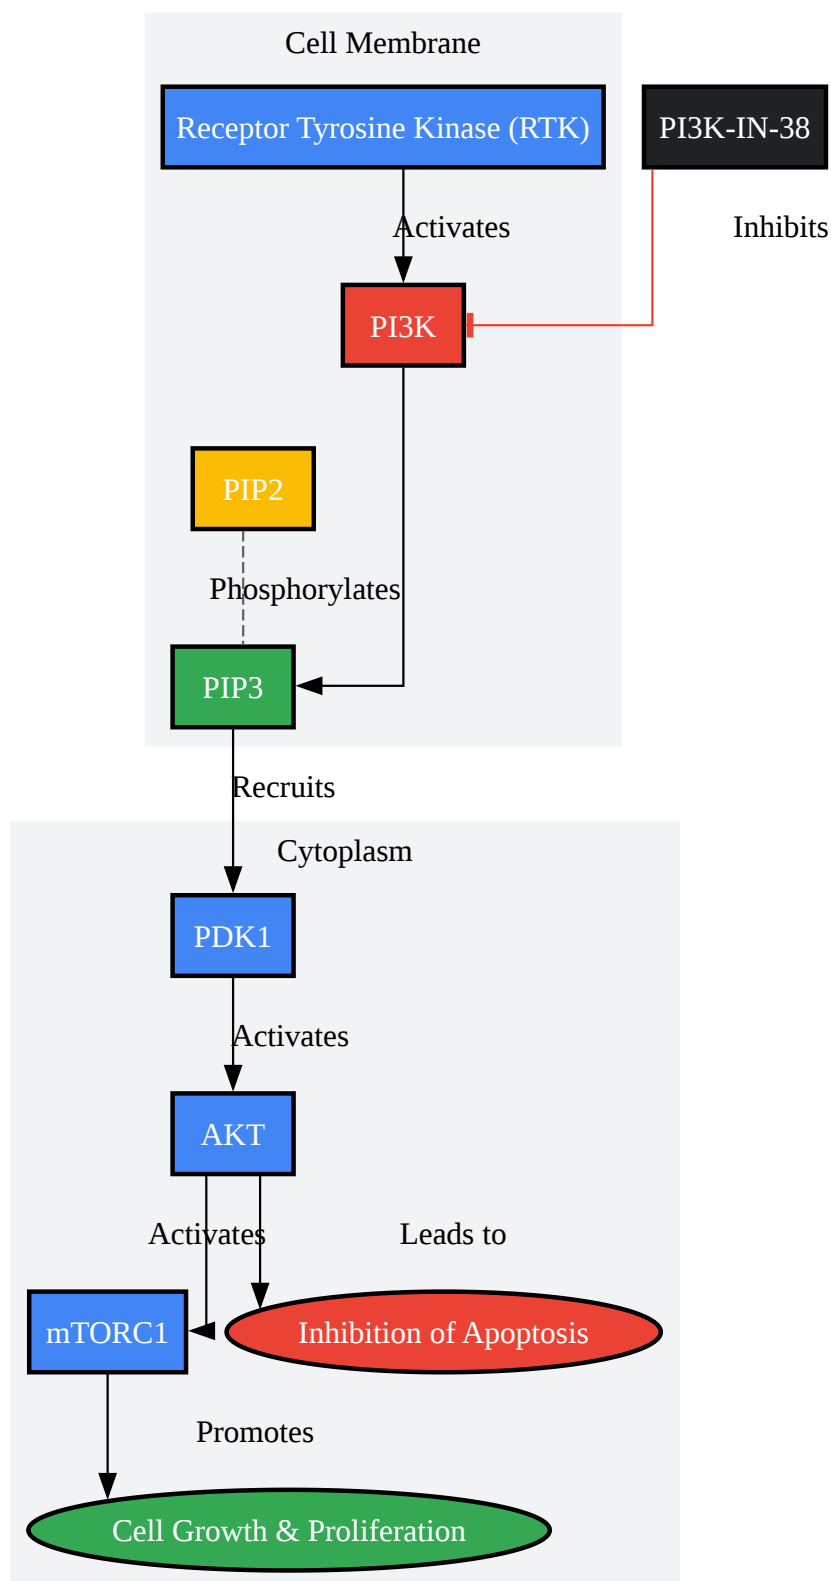 Cell Membrane
Receptor Tyrosine Kinase (RTK)
PI3K-IN-38
Activates
Inhibits
PI3K
PIP2
Phosphorylates
PIP3
Recruits
Cytoplasm
PDK1
Activates
AKT
Activates
Leads to
mTORC1
Inhibition of Apoptosis
Promotes
Cell Growth & Proliferation